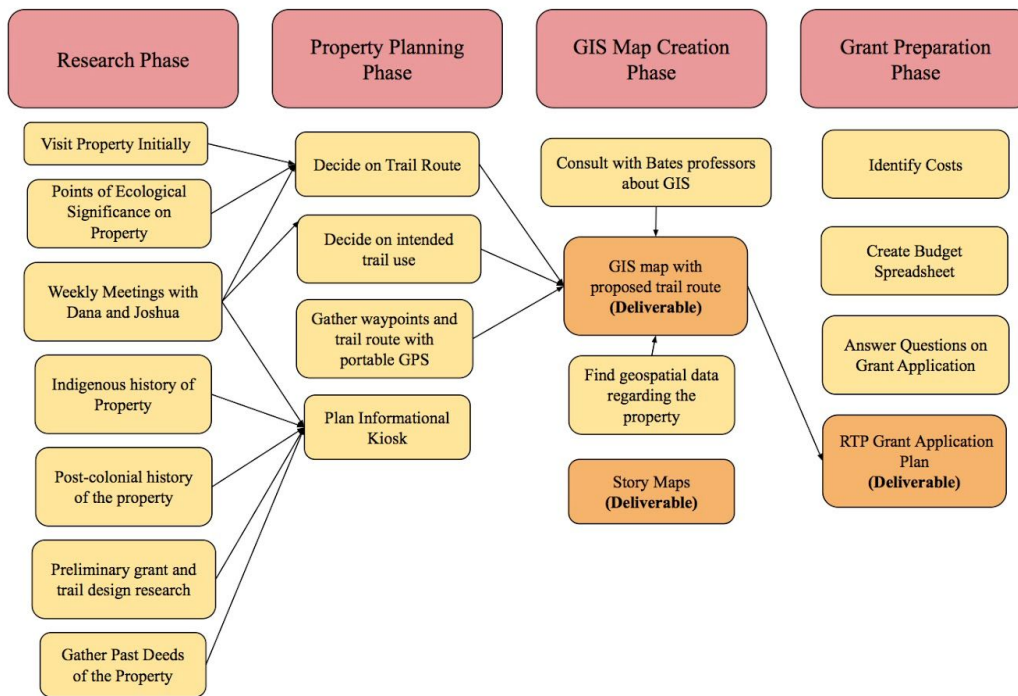 Research Phase
Property Planning
Phase
GIS Map Creation
Phase
Grant Preparation
Phase
Visit Property Initially
Points of Ecological
Significance on
Property
Weekly Meetings with
Dana and Joshua
Indigenous history of
Property
Post-colonial history
of the property
Preliminary grant and
trail design research
Gather Past Deeds
of the Property
Decide on Trail Route
Decide on intended
trail use
Gather waypoints and
trail route with
portable GPS
Plan Informational
Kiosk
Consult with Bates professors
about GIS
GIS map with
proposed trail route
(Deliverable)
Find geospatial data
regarding the
property
Story Maps
(Deliverable)
Identify Costs
Create Budget
Spreadsheet
Answer Questions on
Grant Application
RTP Grant Application
Plan
(Deliverable)